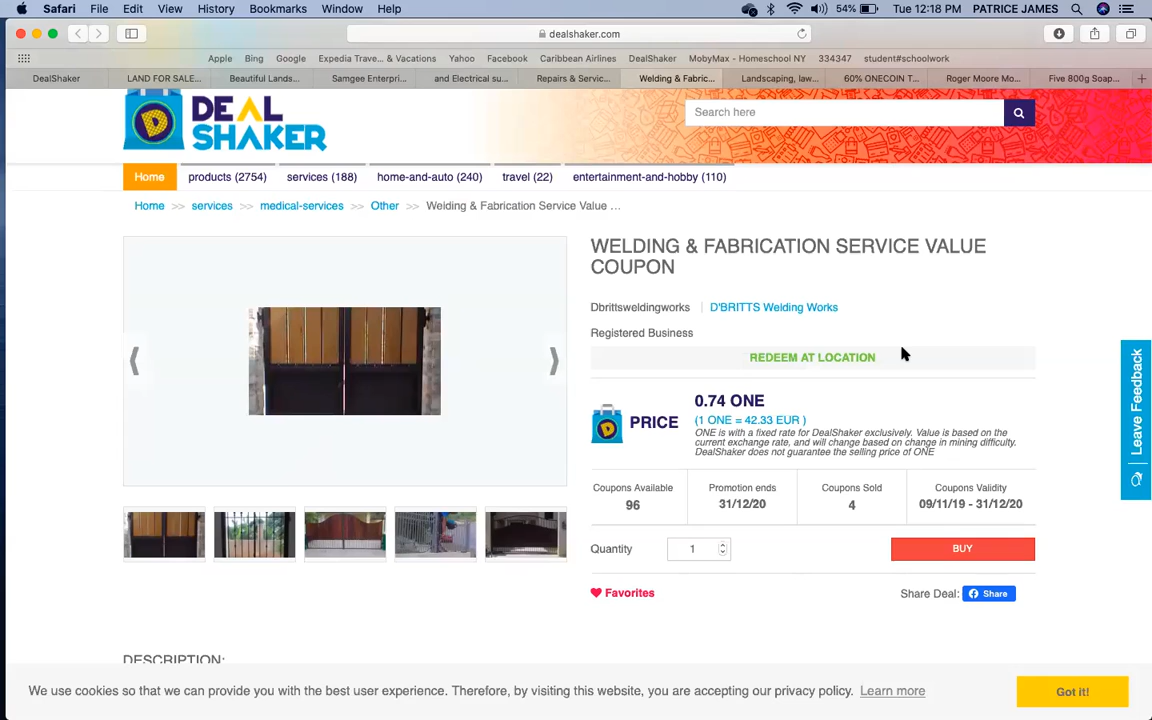 Safari File Edit View History Bookmarks Window Help 54% Tue 12:18 PM PATRICE JAMES
dealshaker.com
Apple Bing Google Expedia Trave... & Vacations Yahoo Facebook Caribbean Airlines DealShaker MobyMax - Homeschool NY 334347 student#schoolwork
DealShaker LAND FOR SALE... Beautiful Lands... Samgee Enterpri... and Electrical su... Repairs & Servic... Welding & Fabric... Landscaping, law... 60% ONECOIN T... Roger Moore Mo... Five 800g Soap...
DEAL
SHAKER
Search here
Home products (2754) services (188) home-and-auto (240) travel (22) entertainment-and-hobby (110)
Home >> services >> medical-services >> Other >> Welding & Fabrication Service Value ...
WELDING & FABRICATION SERVICE VALUE
COUPON
Dbrittsweldingworks | D'BRITTS Welding Works
Registered Business
REDEEM AT LOCATION
PRICE
0.74 ONE
(1 ONE = 42.33 EUR )
ONE is with a fixed rate for DealShaker exclusively. Value is based on the
current exchange rate, and will change based on change in mining difficulty.
DealShaker does not guarantee the selling price of ONE
Coupons Available Promotion ends Coupons Sold Coupons Validity
96 31/12/20 4 09/11/19 - 31/12/20
Quantity 1 BUY
Favorites Share Deal: Share
Leave Feedback
DESCRIPTION:
We use cookies so that we can provide you with the best user experience. Therefore, by visiting this website, you are accepting our privacy policy. Learn more Got it!